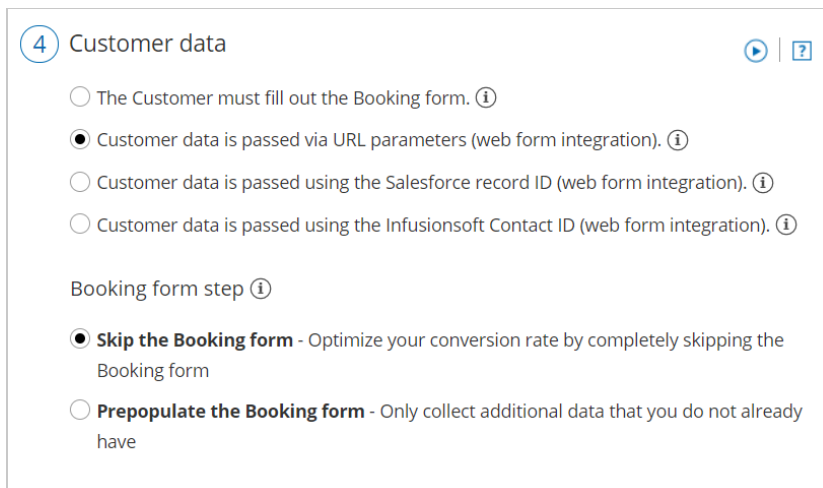 4 Customer data
?
The Customer must fill out the Booking form. i
Customer data is passed via URL parameters (web form integration). i
Customer data is passed using the Salesforce record ID (web form integration). i
Customer data is passed using the Infusionsoft Contact ID (web form integration). i
Booking form step i
Skip the Booking form - Optimize your conversion rate by completely skipping the
Booking form
Prepopulate the Booking form - Only collect additional data that you do not already
have